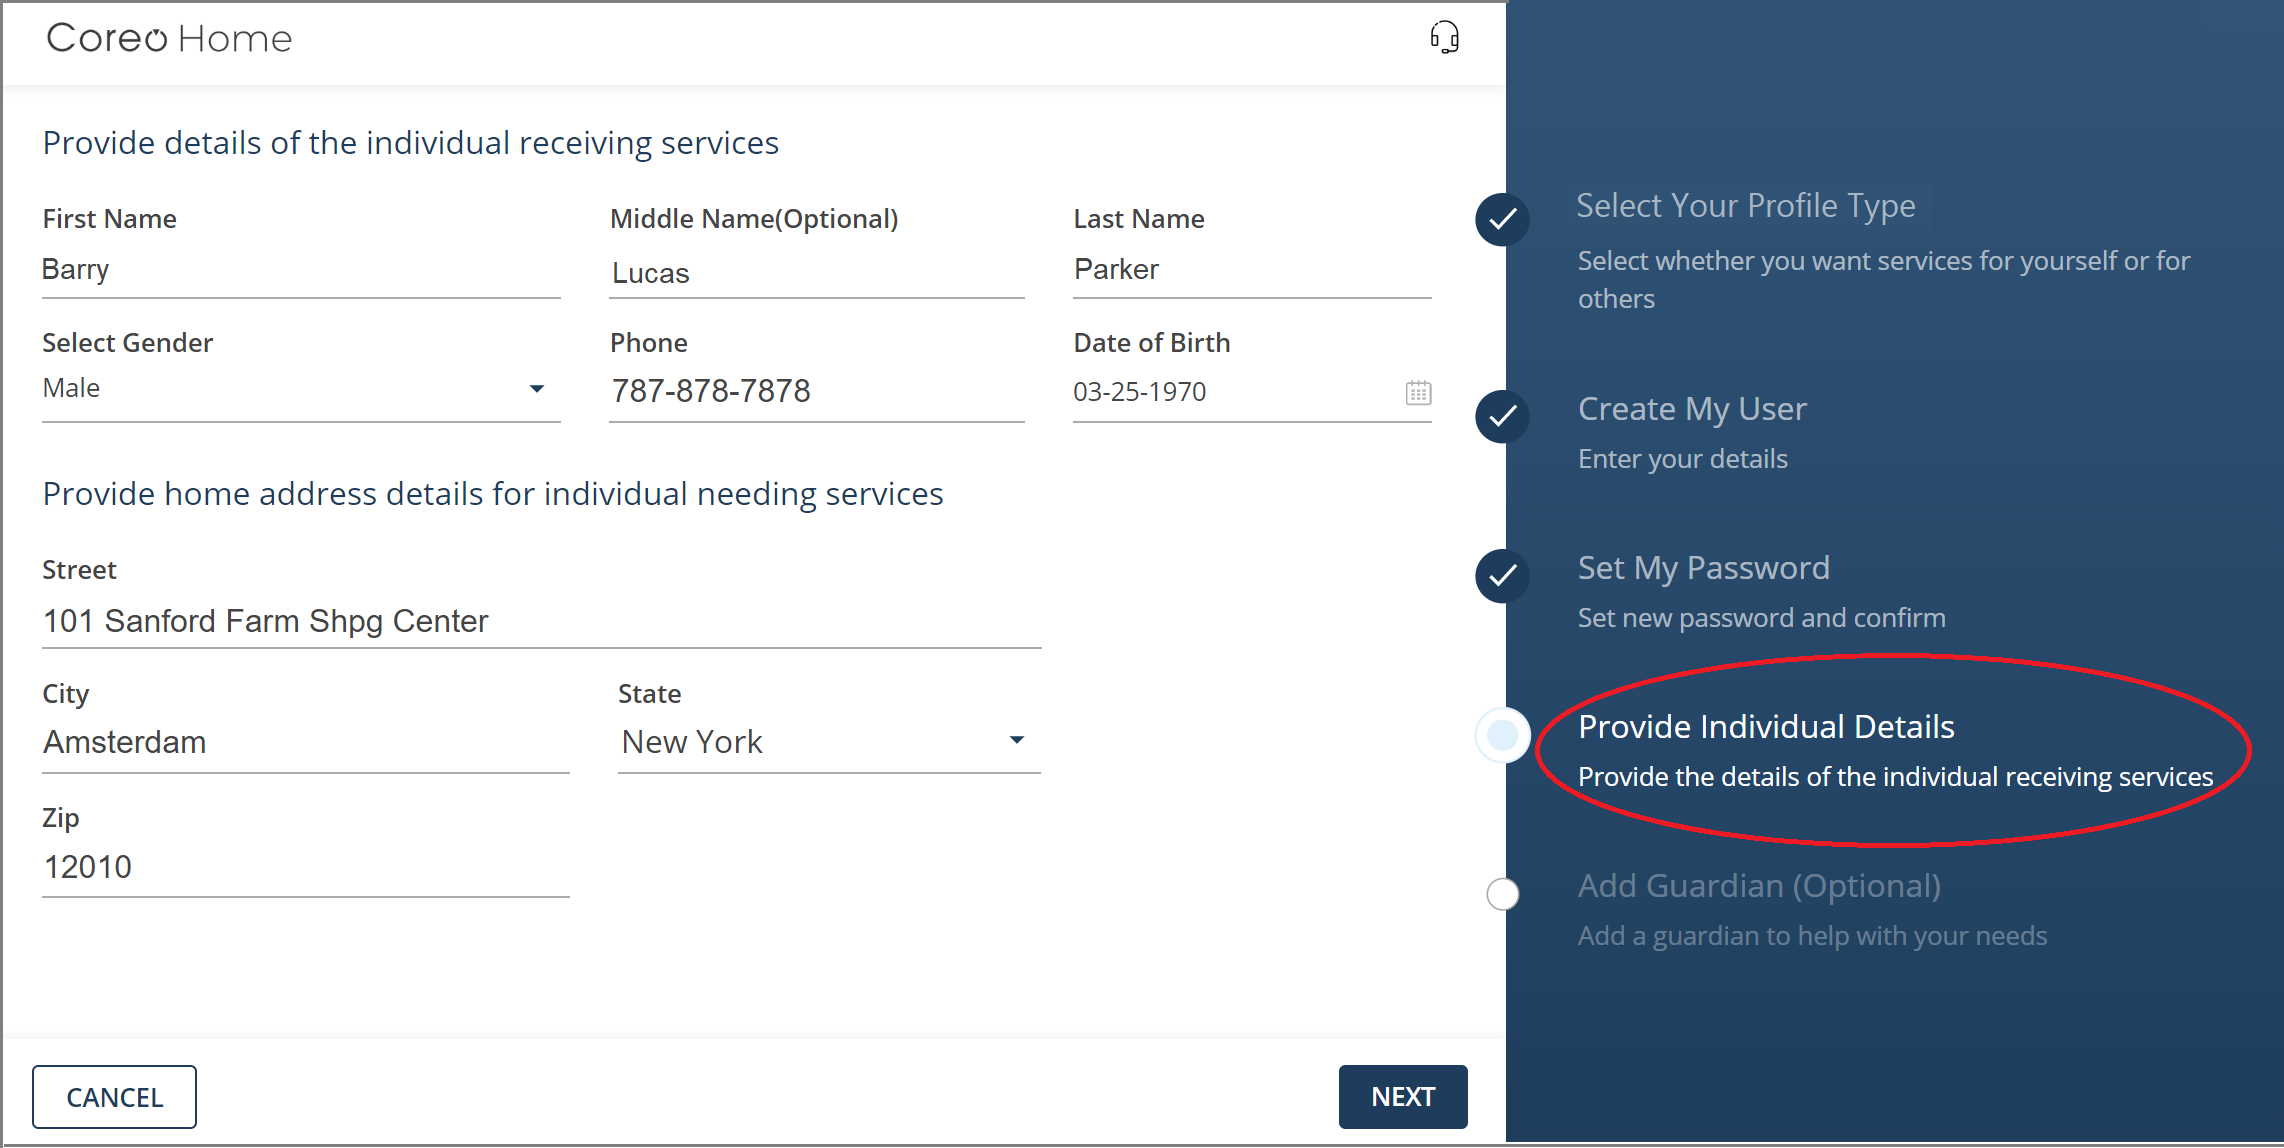 Coreo Home
Provide details of the individual receiving services
First Name
Middle Name(Optional)
Last Name
Barry
Lucas
Parker
Select Gender
Phone
Date of Birth
Male
787-878-7878
03-25-1970
Provide home address details for individual needing services
Street
101 Sanford Farm Shpg Center
City
State
Amsterdam
New York
Zip
12010
CANCEL
NEXT
Select Your Profile Type
Select whether you want services for yourself or for
others
Create My User
Enter your details
Set My Password
Set new password and confirm
Provide Individual Details
Provide the details of the individual receiving services
Add Guardian (Optional)
Add a guardian to help with your needs